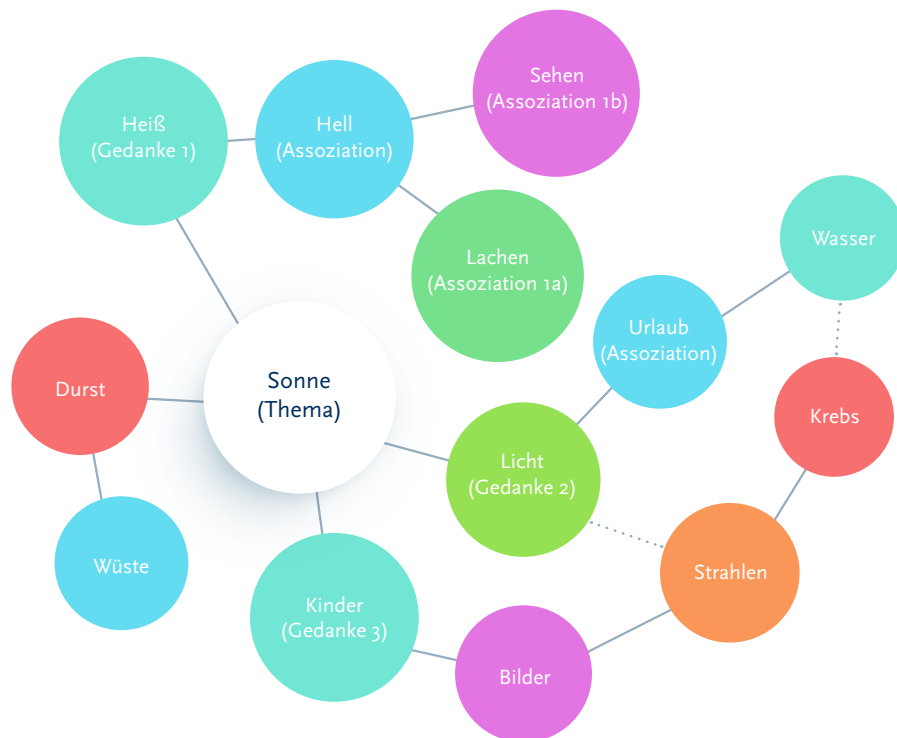 Sehen
(Assoziation 1b)
Heiß
(Gedanke 1)
Hell
(Assoziation)
Wasser
Lachen
(Assoziation 1a)
Urlaub
(Assoziation)
Durst
Sonne
(Thema)
Krebs
Licht
(Gedanke 2)
Wüste
Strahlen
Kinder
(Gedanke 3)
Bilder